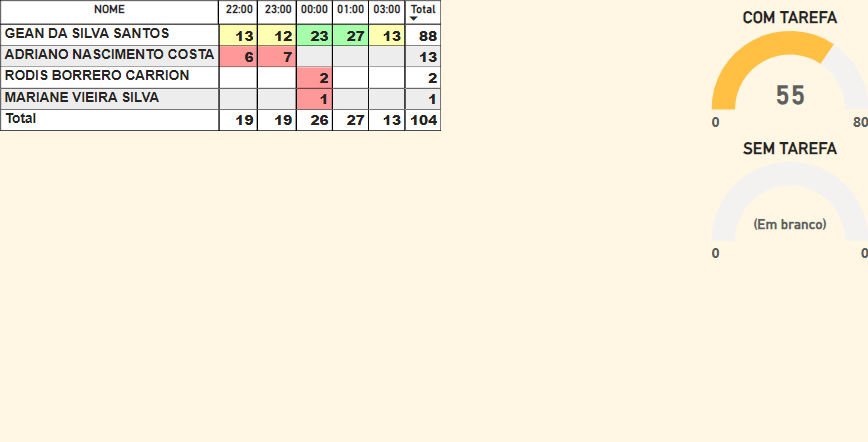 NOME 22:00 23:00 00:00 01:00 03:00 Total
GEAN DA SILVA SANTOS 13 12 23 27 13 88
ADRIANO NASCIMENTO COSTA 6 7 13
RODIS BORRERO CARRION 2 2
MARIANE VIEIRA SILVA 1 1
Total 19 19 26 27 13 104
COM TAREFA
55
0 80
SEM TAREFA
(Em branco)
0 0